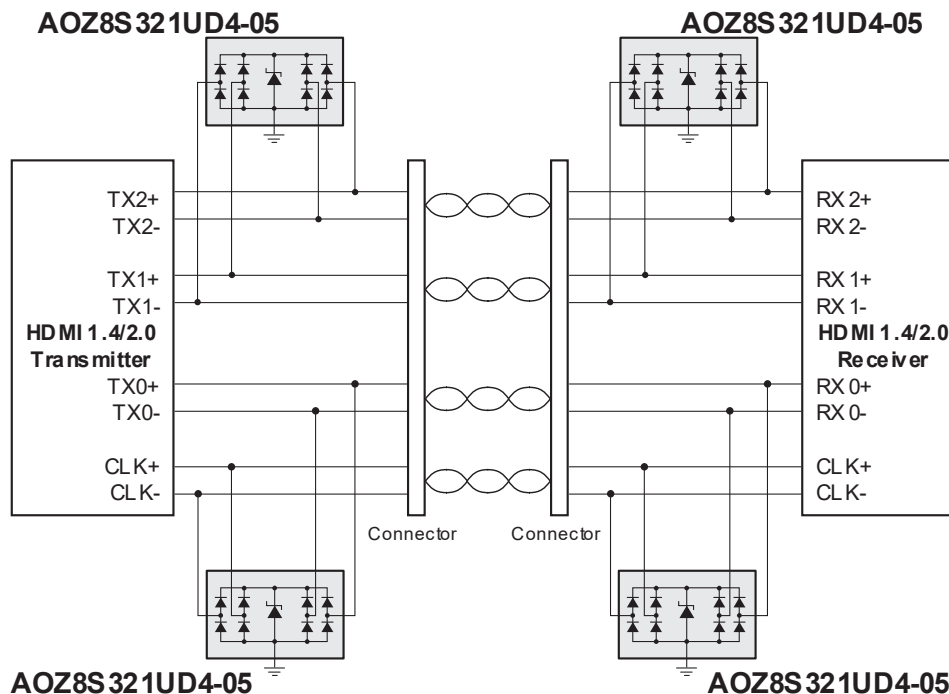 AOZ8S321UD4-05
AOZ8S321UD4-05
TX2+
TX2-
TX1+
TX1-
HDMI 1.4/2.0
Transmitter
TX0+
TX0-
CLK+
CLK-
RX2+
RX2-
RX1+
RX1-
HDMI 1.4/2.0
Receiver
RX0+
RX0-
CLK+
CLK-
Connector
Connector
AOZ8S321UD4-05
AOZ8S321UD4-05